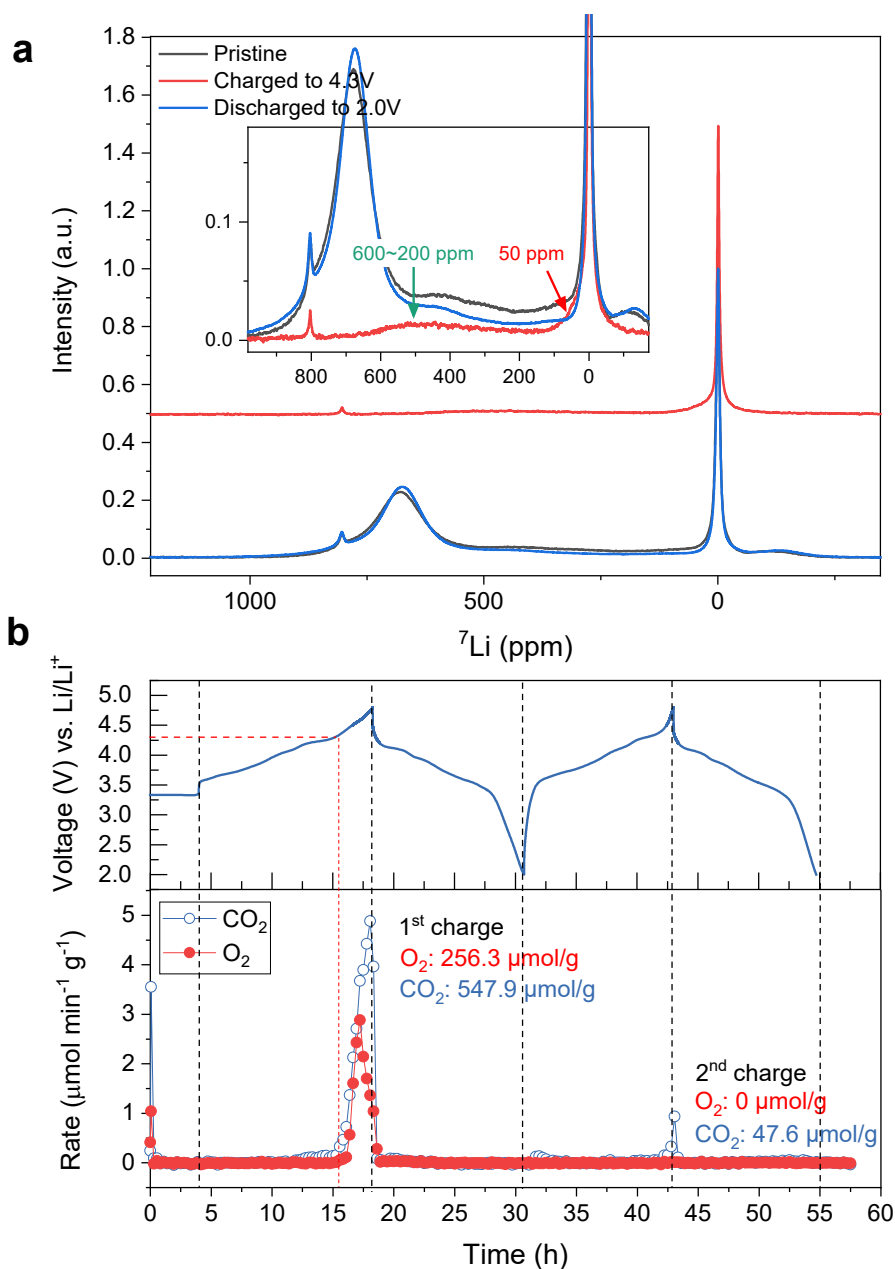 a
Intensity (a.u.)
1.8
1.6
1.4
1.2
1.0
0.8
0.6
0.4
0.2
0.0
Pristine
Charged to 4.3V
Discharged to 2.0V
0.1
0.0
600~200 ppm
50 ppm
800 600 400 200 0
1000 500 0
⁷Li (ppm)
b
Voltage (V) vs. Li/Li⁺
5.0
4.5
4.0
3.5
3.0
2.5
2.0
Rate (μmol min⁻¹ g⁻¹)
5
4
3
2
1
0
CO₂
O₂
1ˢᵗ charge
O₂: 256.3 μmol/g
CO₂: 547.9 μmol/g
2ⁿᵈ charge
O₂: 0 μmol/g
CO₂: 47.6 μmol/g
0 5 10 15 20 25 30 35 40 45 50 55 60
Time (h)